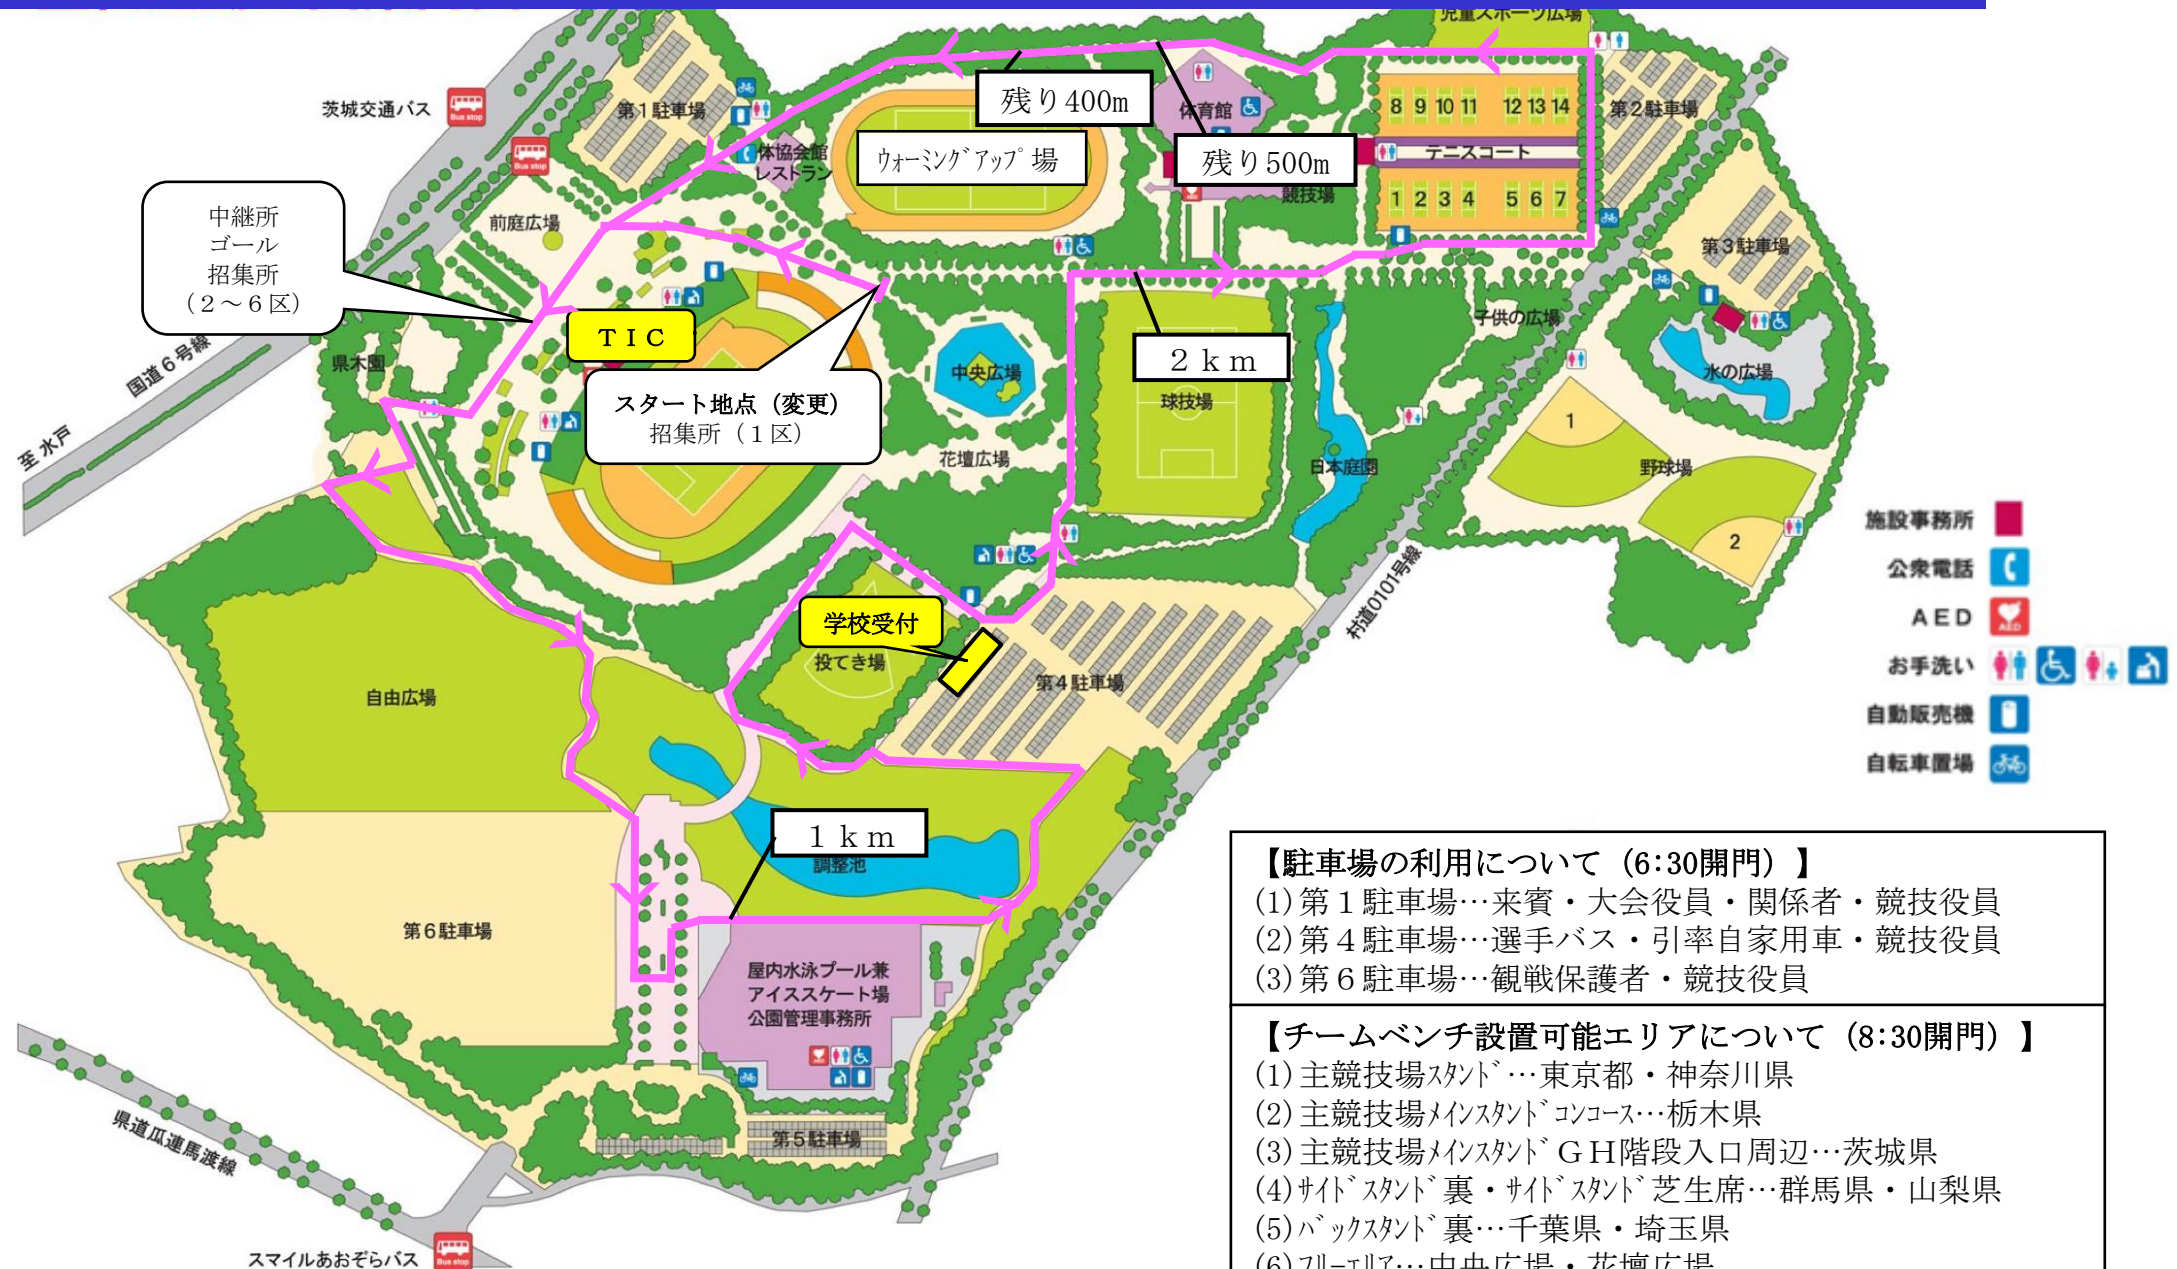 児童スポーツ広場
茨城交通バス
Bus stop
Bus stop
第1駐車場
残り400m
体育館
8 9 10 11 12 13 14
第2駐車場
体協会館
レストラン
ｳｫｰﾐﾝｸﾞｱｯﾌﾟ場
残り500m
テニスコート
競技場
1 2 3 4 5 6 7
中継所
ゴール
招集所
（２～６区）
前庭広場
第3駐車場
ＴＩＣ
子供の広場
国道6号線
県木園
２ｋｍ
中央広場
水の広場
スタート地点（変更）
招集所（１区）
球技場
1
至 水戸
花壇広場
日本庭園
野球場
2
施設事務所
公衆電話
AED
AED
お手洗い
自動販売機
自転車置場
村道0101号線
学校受付
投てき場
第4駐車場
自由広場
１ｋｍ
調整池
第6駐車場
屋内水泳プール兼
アイススケート場
公園管理事務所
第5駐車場
県道瓜連馬渡線
スマイルあおぞらバス
Bus stop
【駐車場の利用について（6:30開門）】
(1)第１駐車場…来賓・大会役員・関係者・競技役員
(2)第４駐車場…選手バス・引率自家用車・競技役員
(3)第６駐車場…観戦保護者・競技役員
【チームベンチ設置可能エリアについて（8:30開門）】
(1)主競技場ｽﾀﾝﾄﾞ…東京都・神奈川県
(2)主競技場ﾒｲﾝｽﾀﾝﾄﾞｺﾝｺｰｽ…栃木県
(3)主競技場ﾒｲﾝｽﾀﾝﾄﾞＧＨ階段入口周辺…茨城県
(4)ｻｲﾄﾞｽﾀﾝﾄﾞ裏・ｻｲﾄﾞｽﾀﾝﾄﾞ芝生席…群馬県・山梨県
(5)ﾊﾞｯｸｽﾀﾝﾄﾞ裏…千葉県・埼玉県
(6)ﾌﾘｰｴﾘｱ…中央広場・花壇広場